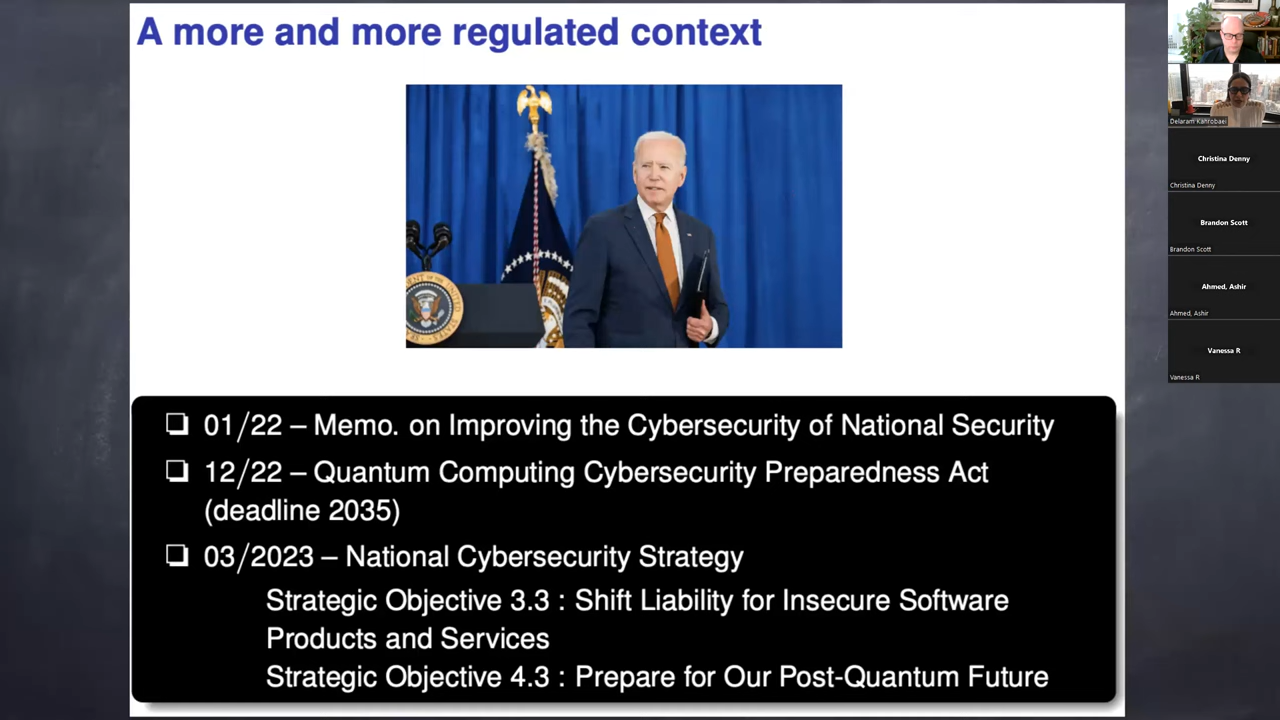 A more and more regulated context
❏ 01/22 – Memo. on Improving the Cybersecurity of National Security
❏ 12/22 – Quantum Computing Cybersecurity Preparedness Act
(deadline 2035)
❏ 03/2023 – National Cybersecurity Strategy
Strategic Objective 3.3 : Shift Liability for Insecure Software
Products and Services
Strategic Objective 4.3 : Prepare for Our Post-Quantum Future
Delaram Kahrobaei
Christina Denny
Christina Denny
Brandon Scott
Brandon Scott
Ahmed, Ashir
Ahmed, Ashir
Vanessa R
Vanessa R